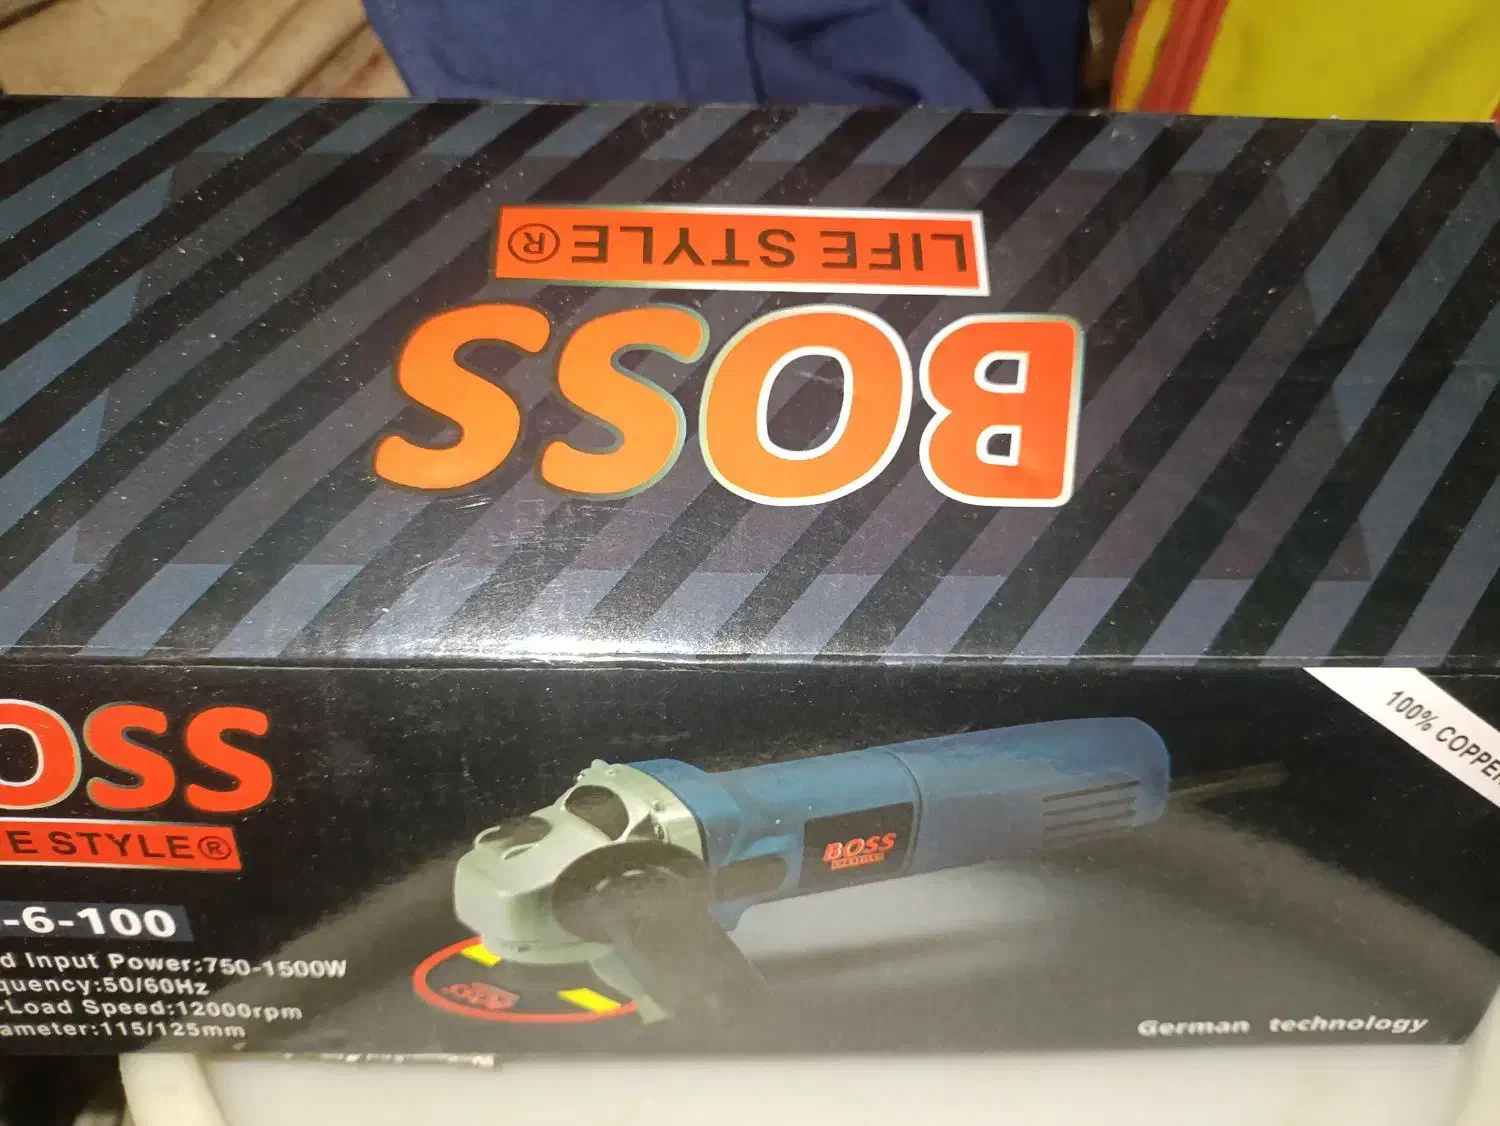 BOSS
LIFE STYLE®
OSS
FE STYLE®
-6-100
d Input Power:750-1500W
quency:50/60Hz
-Load Speed:12000rpm
ameter:115/125mm
BOSS
100% COPPER
German technology